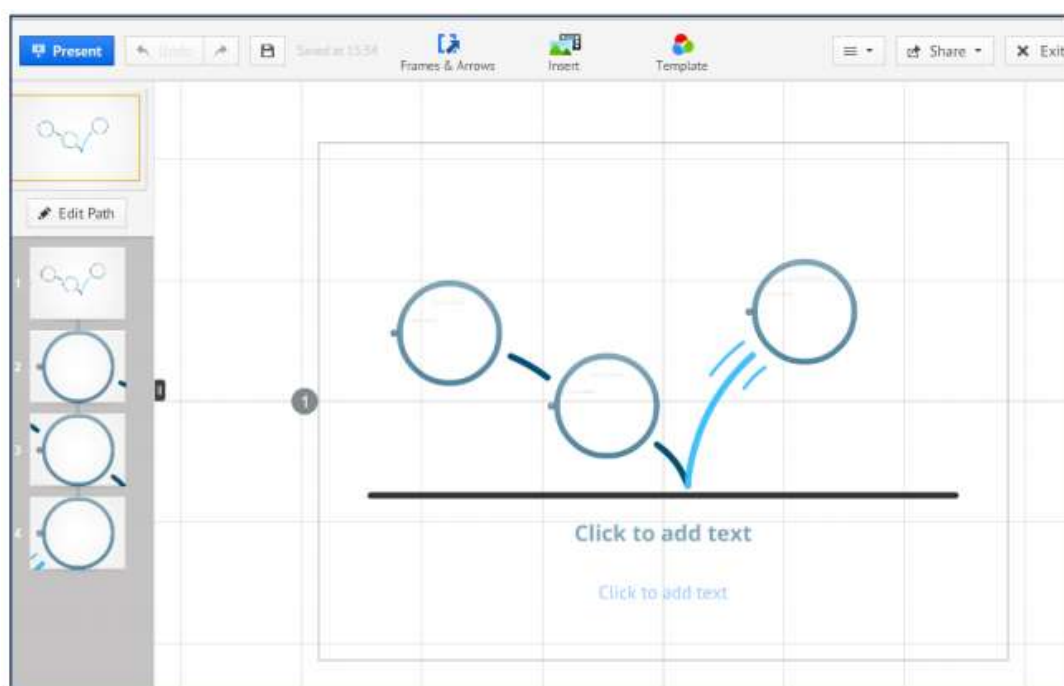 Present
Undo
Saved at 15:54
Frames & Arrows
Insert
Template
Share
Exit
Edit Path
1
2
3
4
1
Click to add text
Click to add text